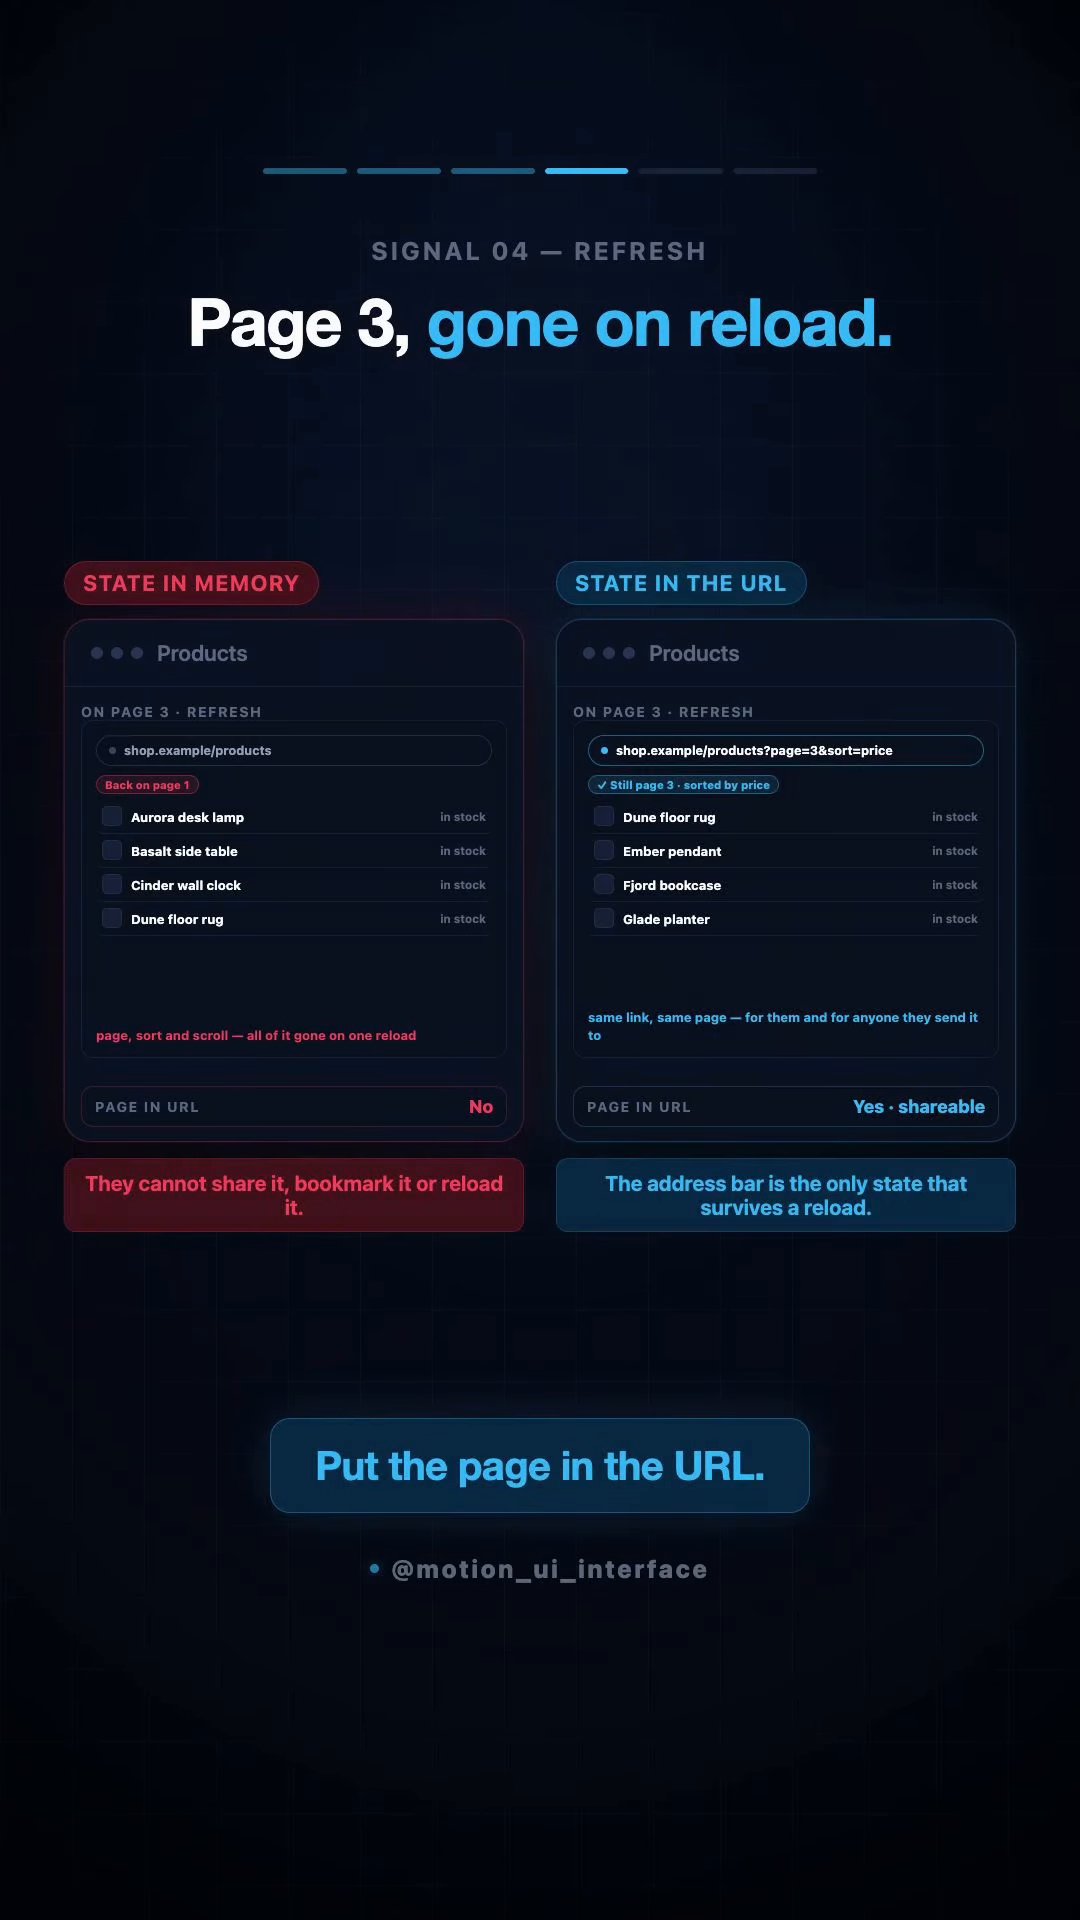 SIGNAL 04 — REFRESH
Page 3, gone on reload.
STATE IN MEMORY
Products
ON PAGE 3 · REFRESH
shop.example/products
Back on page 1
Aurora desk lamp in stock
Basalt side table in stock
Cinder wall clock in stock
Dune floor rug in stock
page, sort and scroll — all of it gone on one reload
PAGE IN URL No
They cannot share it, bookmark it or reload
it.
STATE IN THE URL
Products
ON PAGE 3 · REFRESH
shop.example/products?page=3&sort=price
✓ Still page 3 · sorted by price
Dune floor rug in stock
Ember pendant in stock
Fjord bookcase in stock
Glade planter in stock
same link, same page — for them and for anyone they send it
to
PAGE IN URL Yes · shareable
The address bar is the only state that
survives a reload.
Put the page in the URL.
@motion_ui_interface